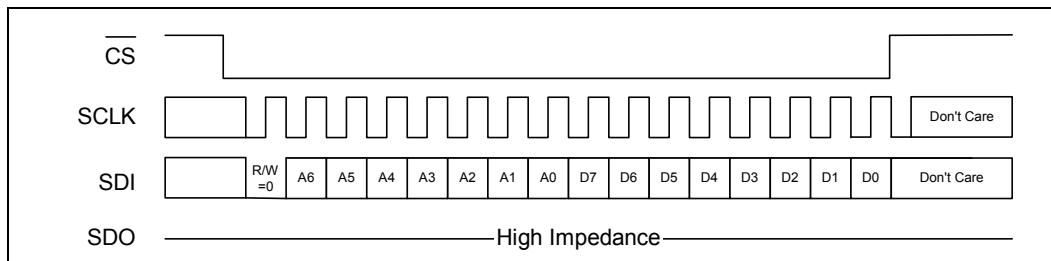 CS
SCLK Don't Care
SDI R/W =0 A6 A5 A4 A3 A2 A1 A0 D7 D6 D5 D4 D3 D2 D1 D0 Don't Care
SDO High Impedance